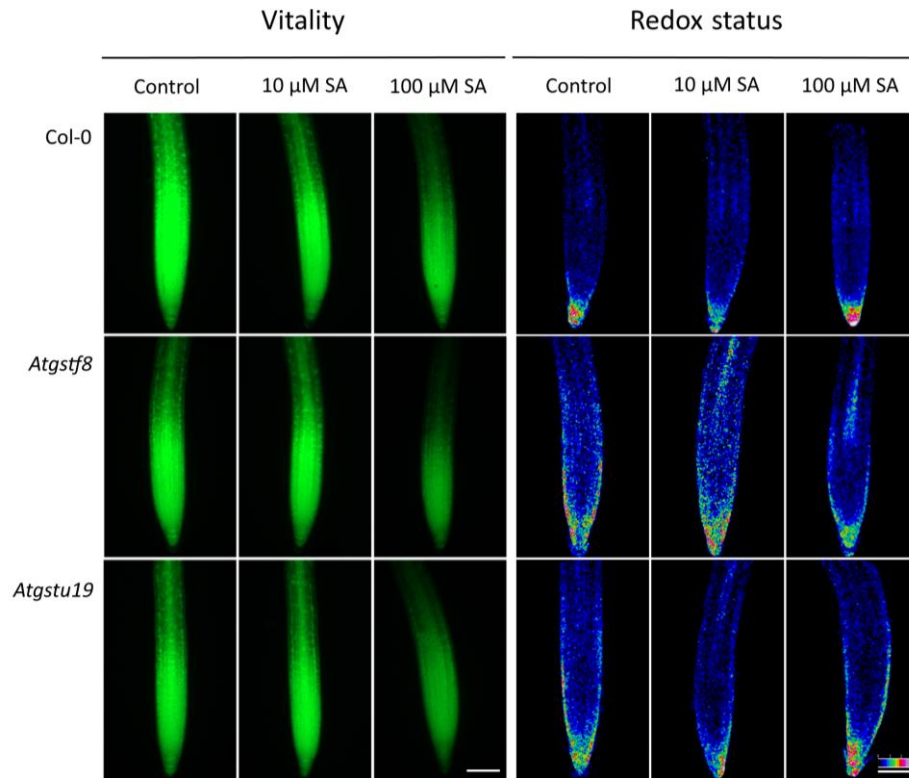 Vitality Redox status
Control 10 µM SA 100 µM SA Control 10 µM SA 100 µM SA
Col-0
Atgstf8
Atgstu19